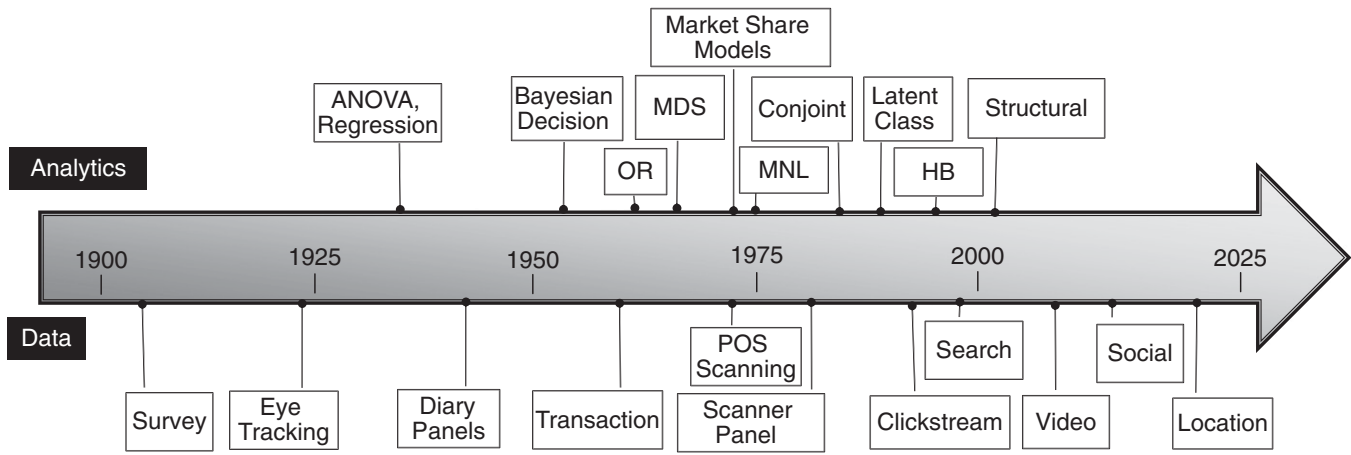 Market Share
Models
ANOVA,
Regression
Bayesian
Decision
MDS
Conjoint
Latent
Class
Structural
OR
MNL
HB
Analytics
1900
1925
1950
1975
2000
2025
Data
POS
Scanning
Search
Social
Survey
Eye
Tracking
Diary
Panels
Transaction
Scanner
Panel
Clickstream
Video
Location